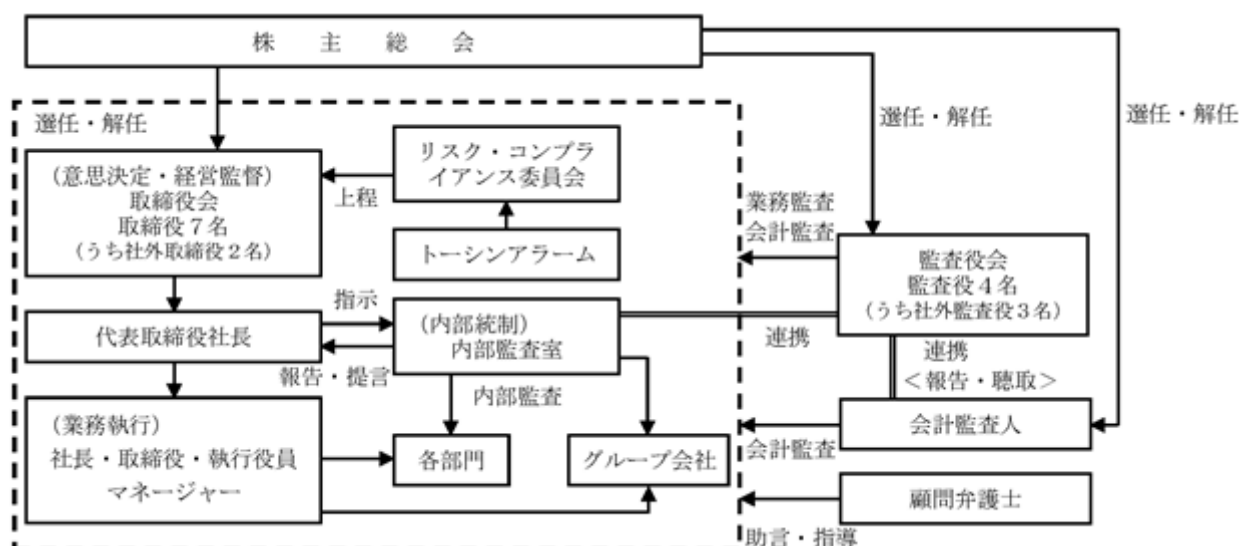 株主総会
選任・解任
選任・解任
選任・解任
(意思決定・経営監督)
取締役会
取締役7名
(うち社外取締役2名)
上程
リスク・コンプラ
イアンス委員会
トーシンアラーム
業務監査
会計監査
監査役会
監査役4名
(うち社外監査役3名)
代表取締役社長
指示
報告・提言
(内部統制)
内部監査室
連携
連携
<報告・聴取>
内部監査
(業務執行)
社長・取締役・執行役員
マネージャー
各部門
グループ会社
会計監査
会計監査人
顧問弁護士
助言・指導